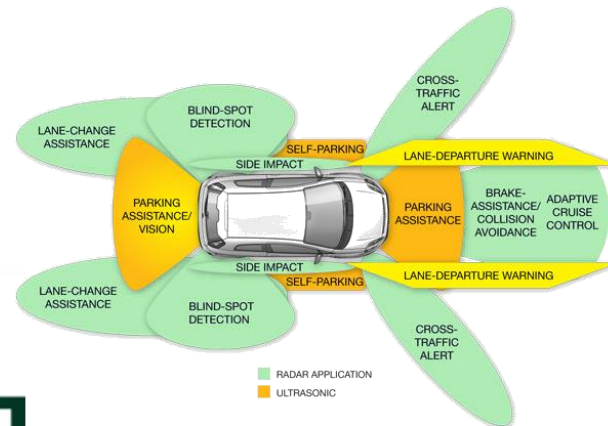 CROSS-
TRAFFIC
ALERT
BLIND-SPOT
DETECTION
LANE-CHANGE
ASSISTANCE
SELF-PARKING
SIDE IMPACT
LANE-DEPARTURE WARNING
PARKING
ASSISTANCE/
VISION
PARKING
ASSISTANCE
BRAKE-
ASSISTANCE/
COLLISION
AVOIDANCE
ADAPTIVE
CRUISE
CONTROL
SIDE IMPACT
SELF-PARKING
LANE-DEPARTURE WARNING
LANE-CHANGE
ASSISTANCE
BLIND-SPOT
DETECTION
CROSS-
TRAFFIC
ALERT
RADAR APPLICATION
ULTRASONIC